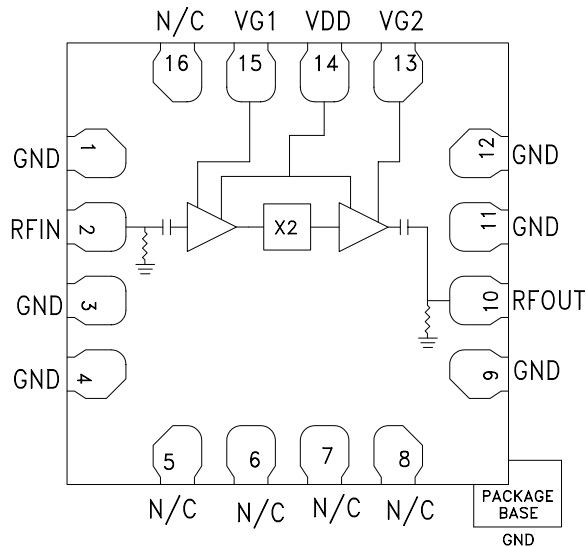 N/C VG1 VDD VG2
16 15 14 13
1 GND
12 GND
RFIN 2
11 GND
X2
GND 3
10 RFOUT
GND 4
9 GND
5 6 7 8
N/C N/C N/C N/C
PACKAGE
BASE
GND